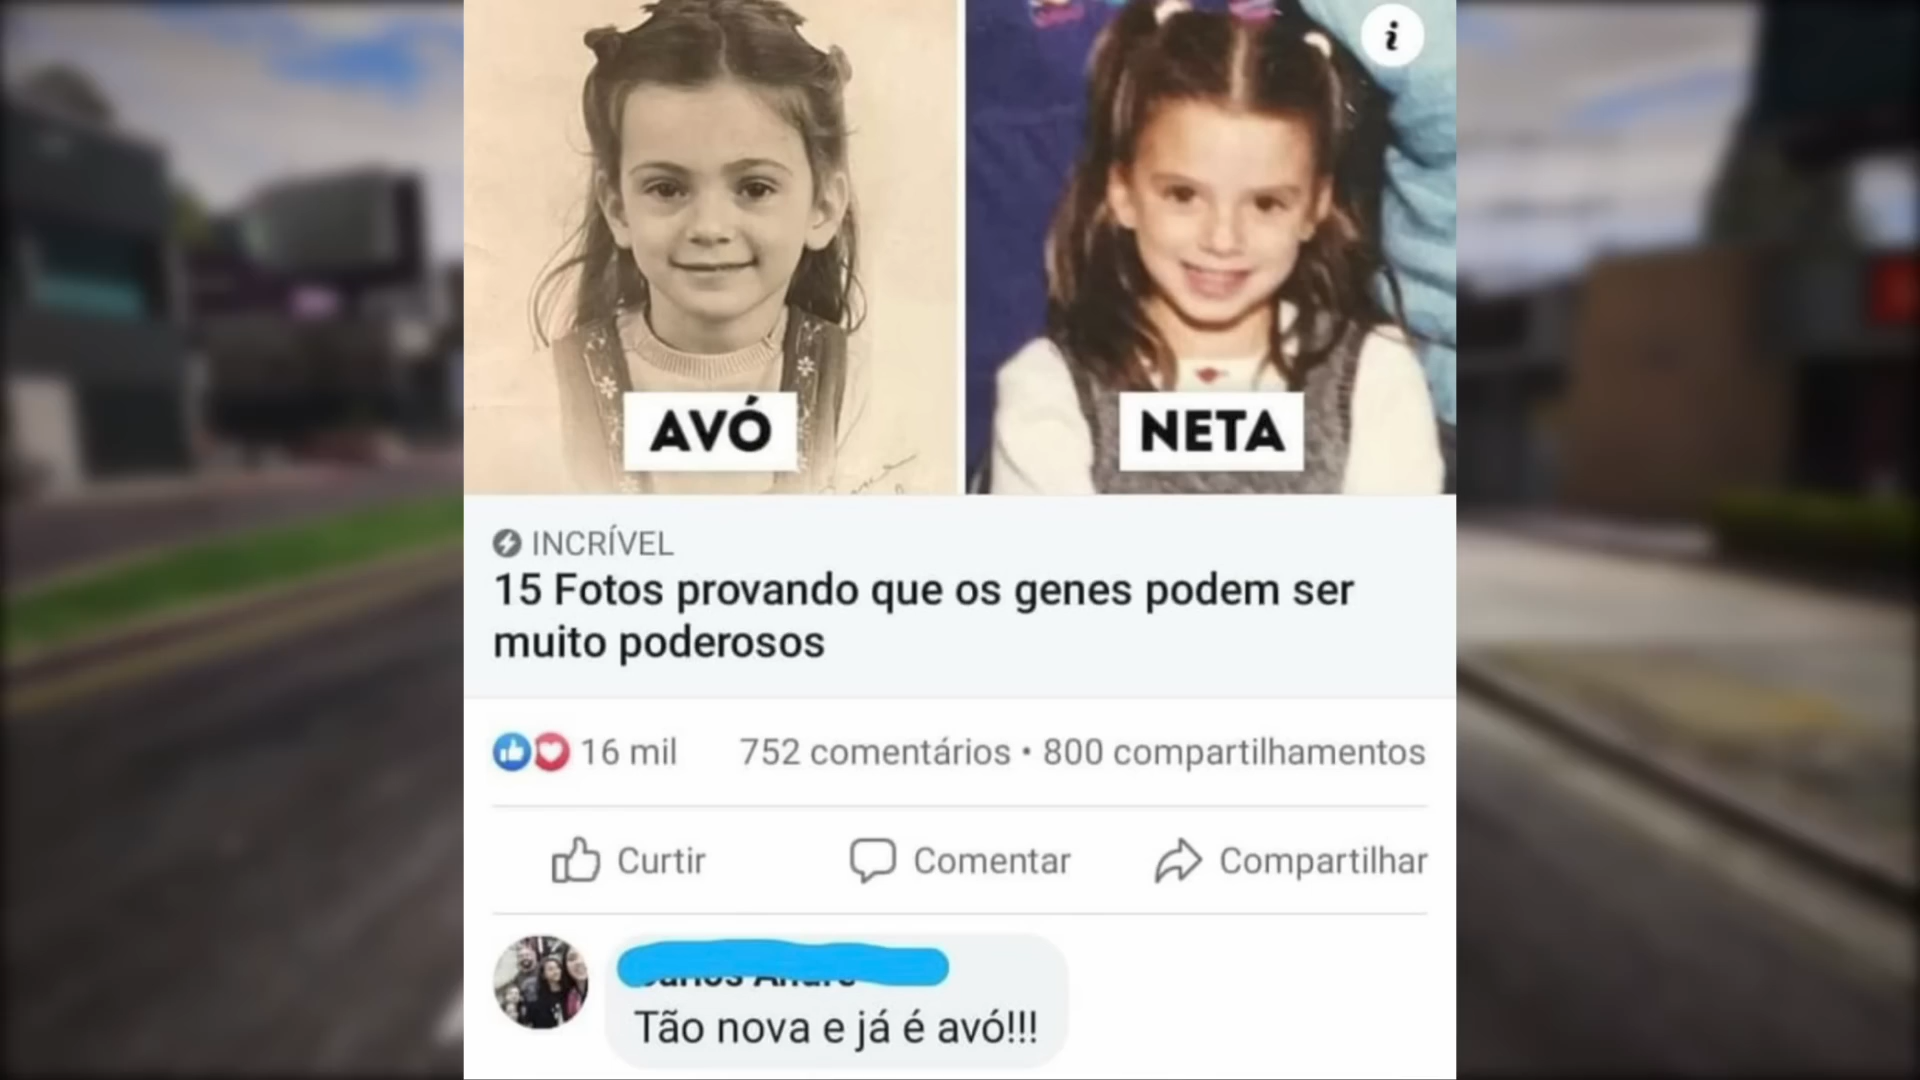 AVÓ
NETA
INCRÍVEL
15 Fotos provando que os genes podem ser
muito poderosos
16 mil
752 comentários • 800 compartilhamentos
Curtir
Comentar
Compartilhar
Tão nova e já é avó!!!